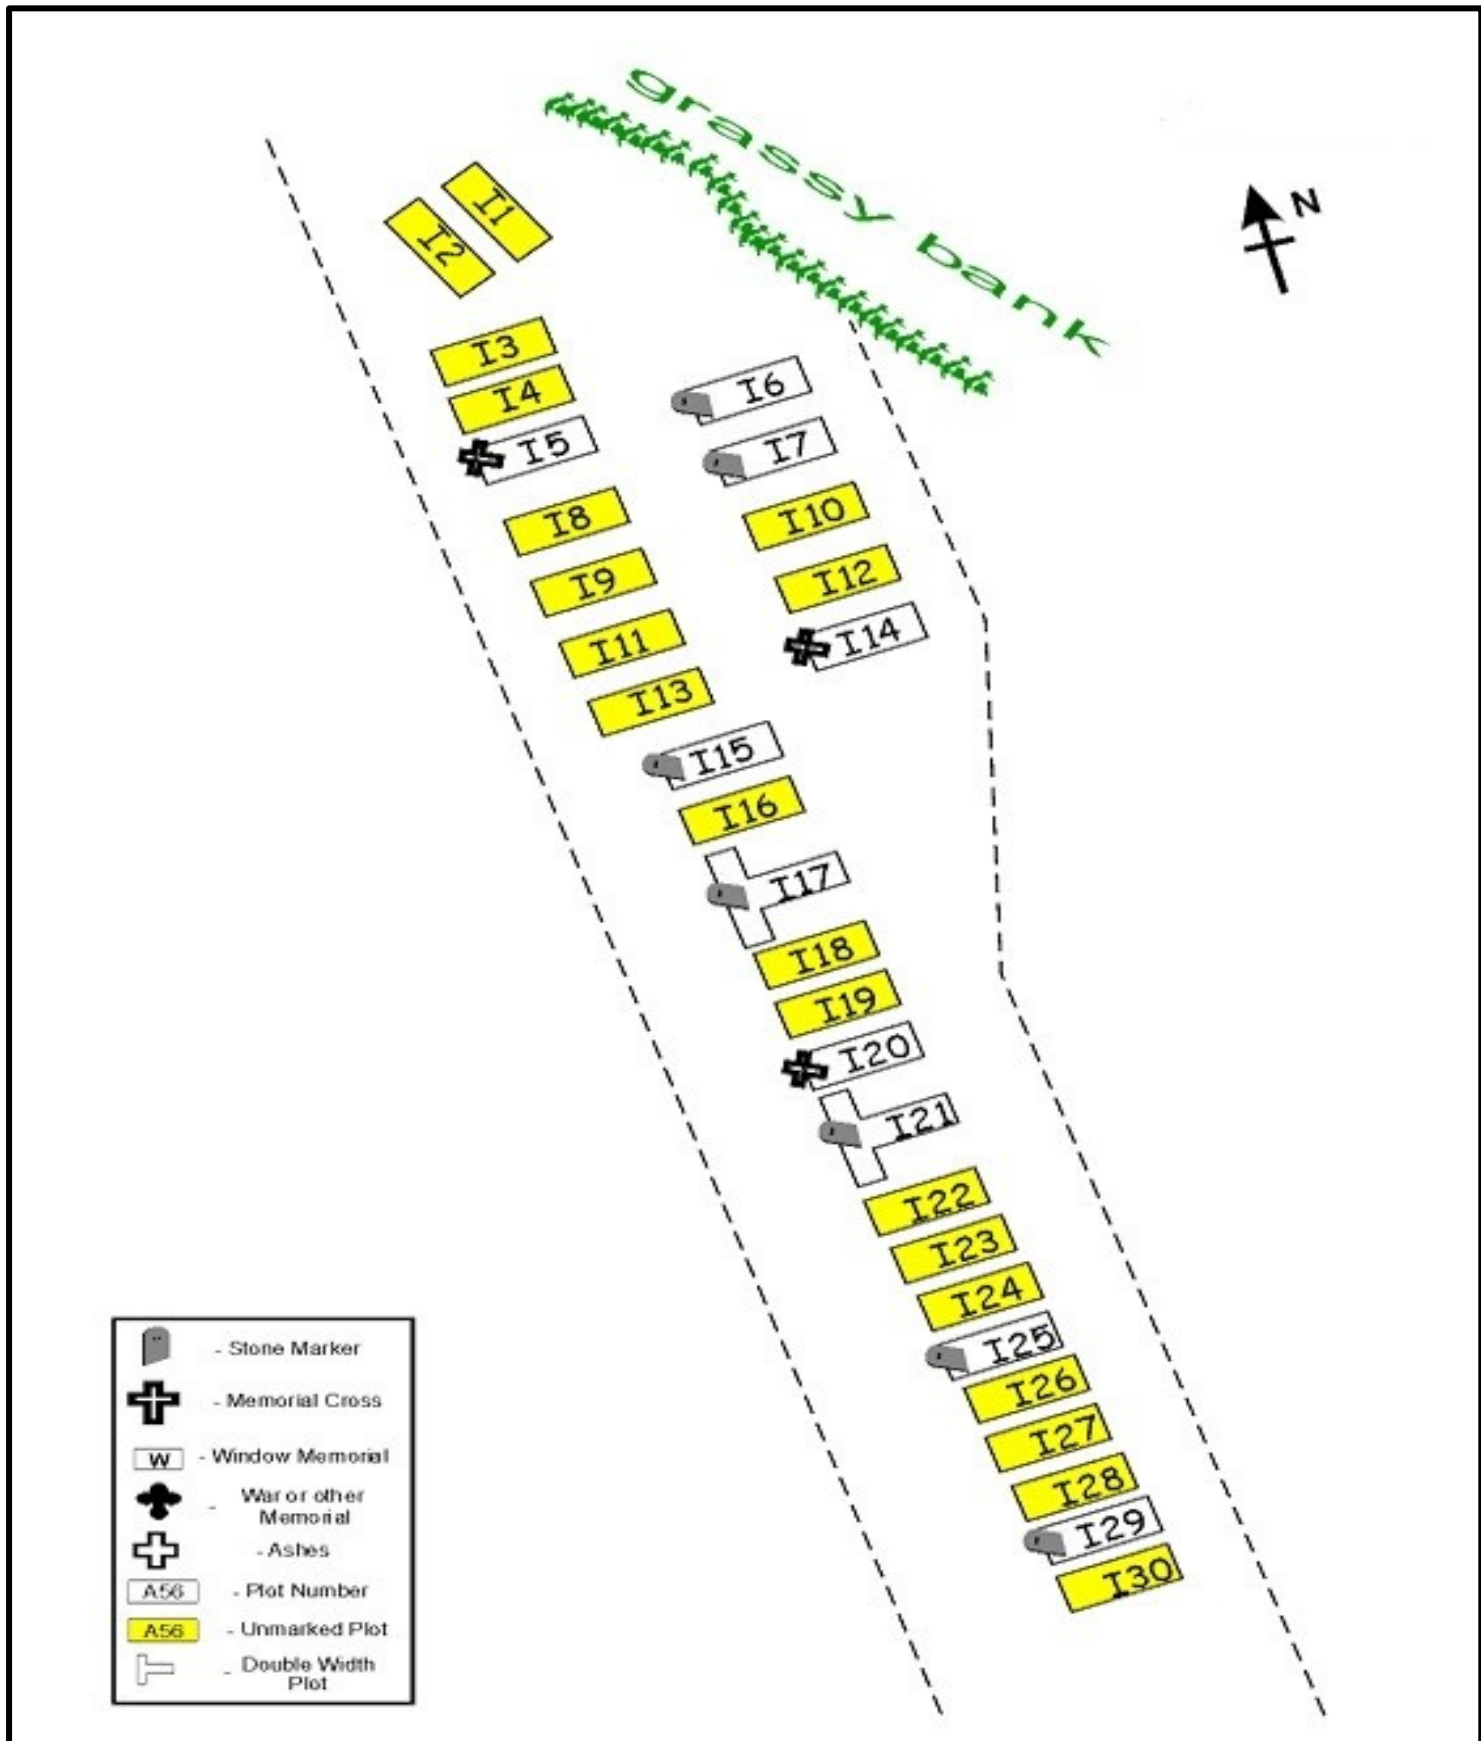 grassy bank
N
I1
I2
I3
I4
I5
I6
I7
I8
I9
I10
I11
I12
I13
I14
I15
I16
I17
I18
I19
I20
I21
I22
I23
I24
I25
I26
I27
I28
I29
I30
- Stone Marker
- Memorial Cross
W - Window Memorial
- War or other
Memorial
- Ashes
A56 - Plot Number
A56 - Unmarked Plot
- Double Width
Plot